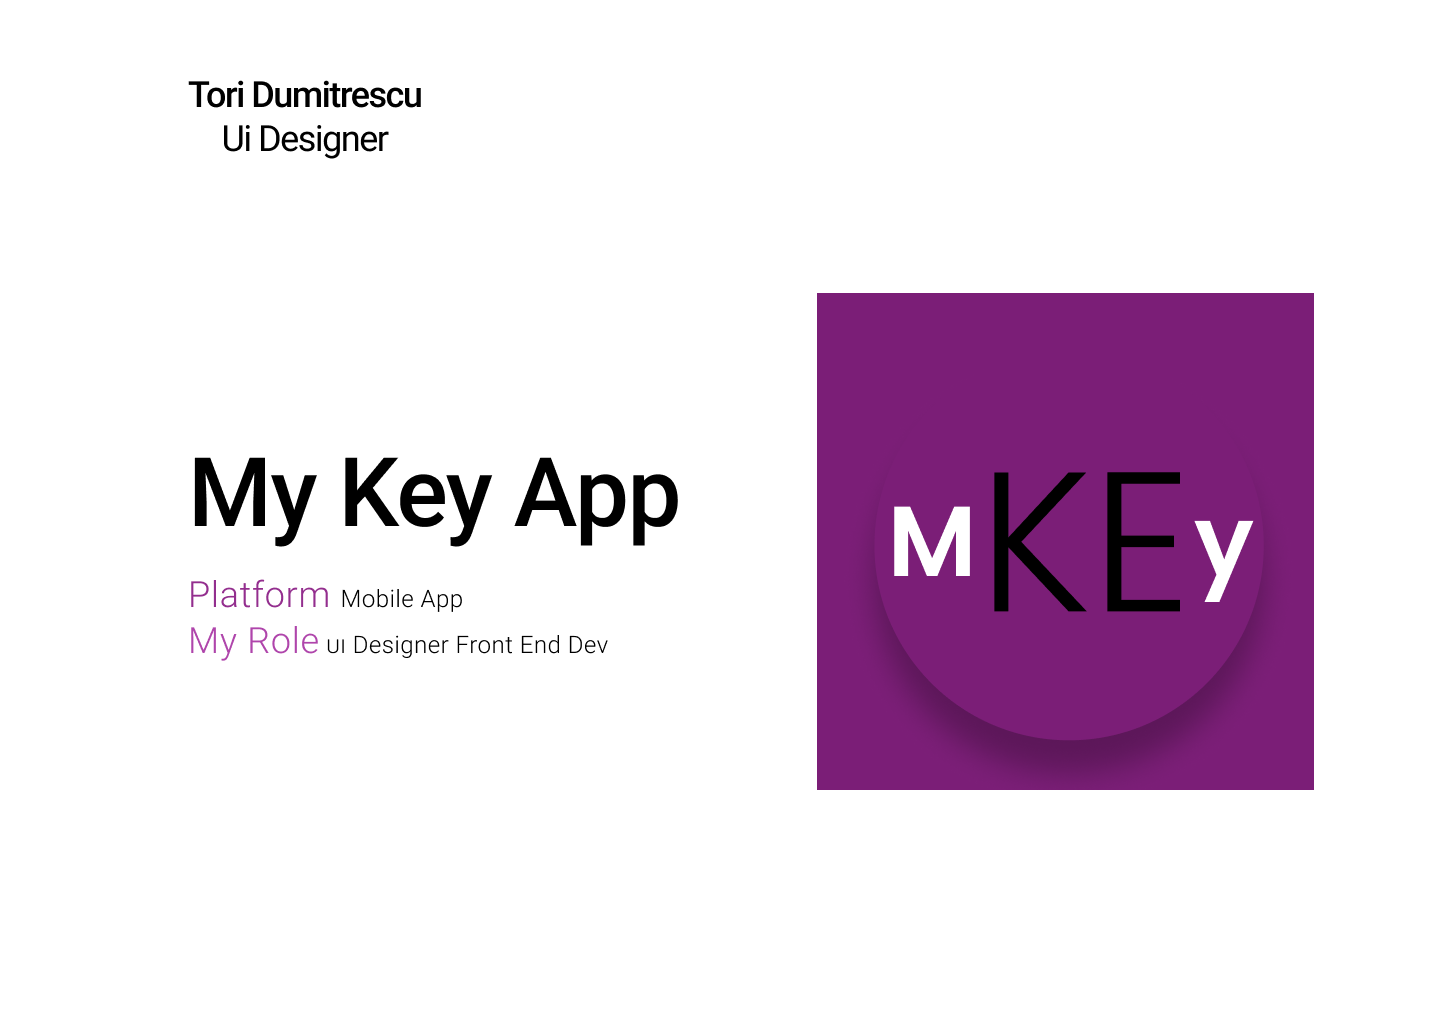 Tori Dumitrescu
Ui Designer
My Key App
Platform Mobile App
My Role UI Designer Front End Dev
MKEy